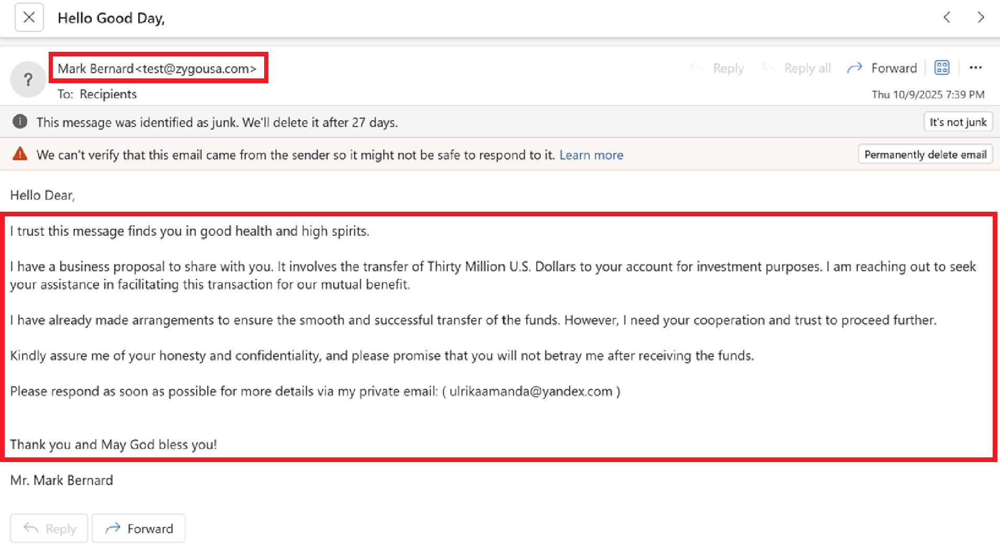 Hello Good Day,
Mark Bernard<test@zygousa.com>
Reply Reply all Forward
To: Recipients
Thu 10/9/2025 7:39 PM
This message was identified as junk. We'll delete it after 27 days.
It's not junk
We can't verify that this email came from the sender so it might not be safe to respond to it. Learn more
Permanently delete email
Hello Dear,
I trust this message finds you in good health and high spirits.
I have a business proposal to share with you. It involves the transfer of Thirty Million U.S. Dollars to your account for investment purposes. I am reaching out to seek
your assistance in facilitating this transaction for our mutual benefit.
I have already made arrangements to ensure the smooth and successful transfer of the funds. However, I need your cooperation and trust to proceed further.
Kindly assure me of your honesty and confidentiality, and please promise that you will not betray me after receiving the funds.
Please respond as soon as possible for more details via my private email: ( ulrikaamanda@yandex.com )
Thank you and May God bless you!
Mr. Mark Bernard
Reply Forward